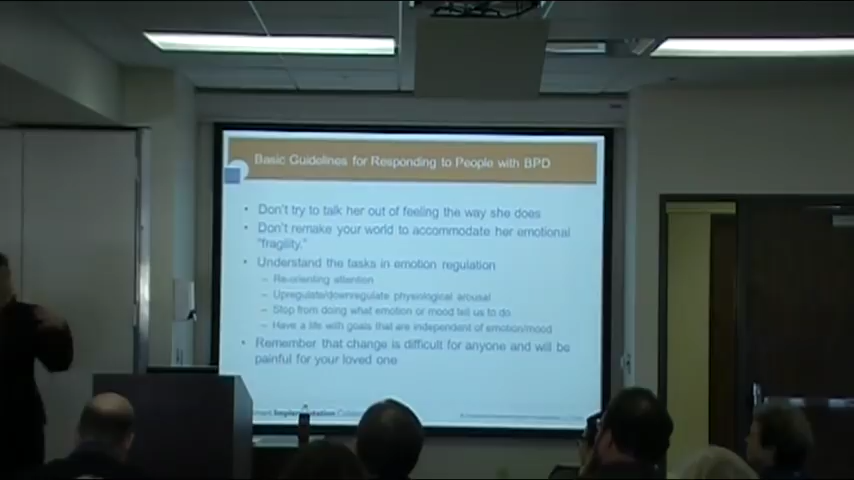 Basic Guidelines for Responding to People with BPD
• Don't try to talk her out of feeling the way she does
• Don't remake your world to accommodate her emotional
"fragility."
• Understand the tasks in emotion regulation
– Re-orienting attention
– Upregulate/downregulate physiological arousal
– Stop from doing what emotion or mood tell us to do
– Have a life with goals that are independent of emotion/mood
• Remember that change is difficult for anyone and will be
painful for your loved one
Implementation